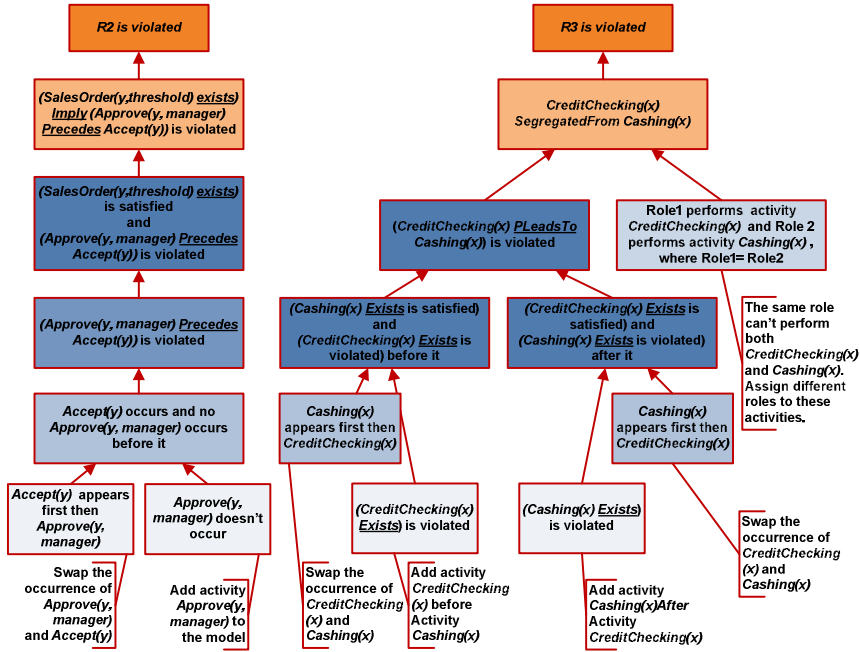 R2 is violated
(SalesOrder(y,threshold) exists)
Imply (Approve(y, manager)
Precedes Accept(y)) is violated
(SalesOrder(y,threshold) exists)
is satisfied
and
(Approve(y, manager) Precedes
Accept(y)) is violated
(Approve(y, manager) Precedes
Accept(y)) is violated
Accept(y) occurs and no
Approve(y, manager) occurs
before it
Accept(y) appears
first then
Approve(y,
manager)
Approve(y,
manager) doesn't
occur
Swap the
occurrence of
Approve(y,
manager)
and Accept(y)
Add activity
Approve(y,
manager) to
the model
R3 is violated
CreditChecking(x)
SegregatedFrom Cashing(x)
(CreditChecking(x) PLeadsTo
Cashing(x)) is violated
Role1 performs activity
CreditChecking(x) and Role 2
performs activity Cashing(x) ,
where Role1= Role2
(Cashing(x) Exists is satisfied)
and
(CreditChecking(x) Exists is
violated) before it
(CreditChecking(x) Exists is
satisfied) and
(Cashing(x) Exists is violated)
after it
The same role
can't perform
both
CreditChecking(x)
and Cashing(x).
Assign different
roles to these
activities.
Cashing(x)
appears first then
CreditChecking(x)
Cashing(x)
appears first then
CreditChecking(x)
(CreditChecking(x)
Exists) is violated
(Cashing(x) Exists)
is violated
Swap the
occurrence of
CreditChecking
(x) and
Cashing(x)
Swap the
occurrence of
CreditChecking
(x) and
Cashing(x)
Add activity
CreditChecking
(x) before
Activity
Cashing(x)
Add activity
Cashing(x)After
Activity
CreditChecking(x)